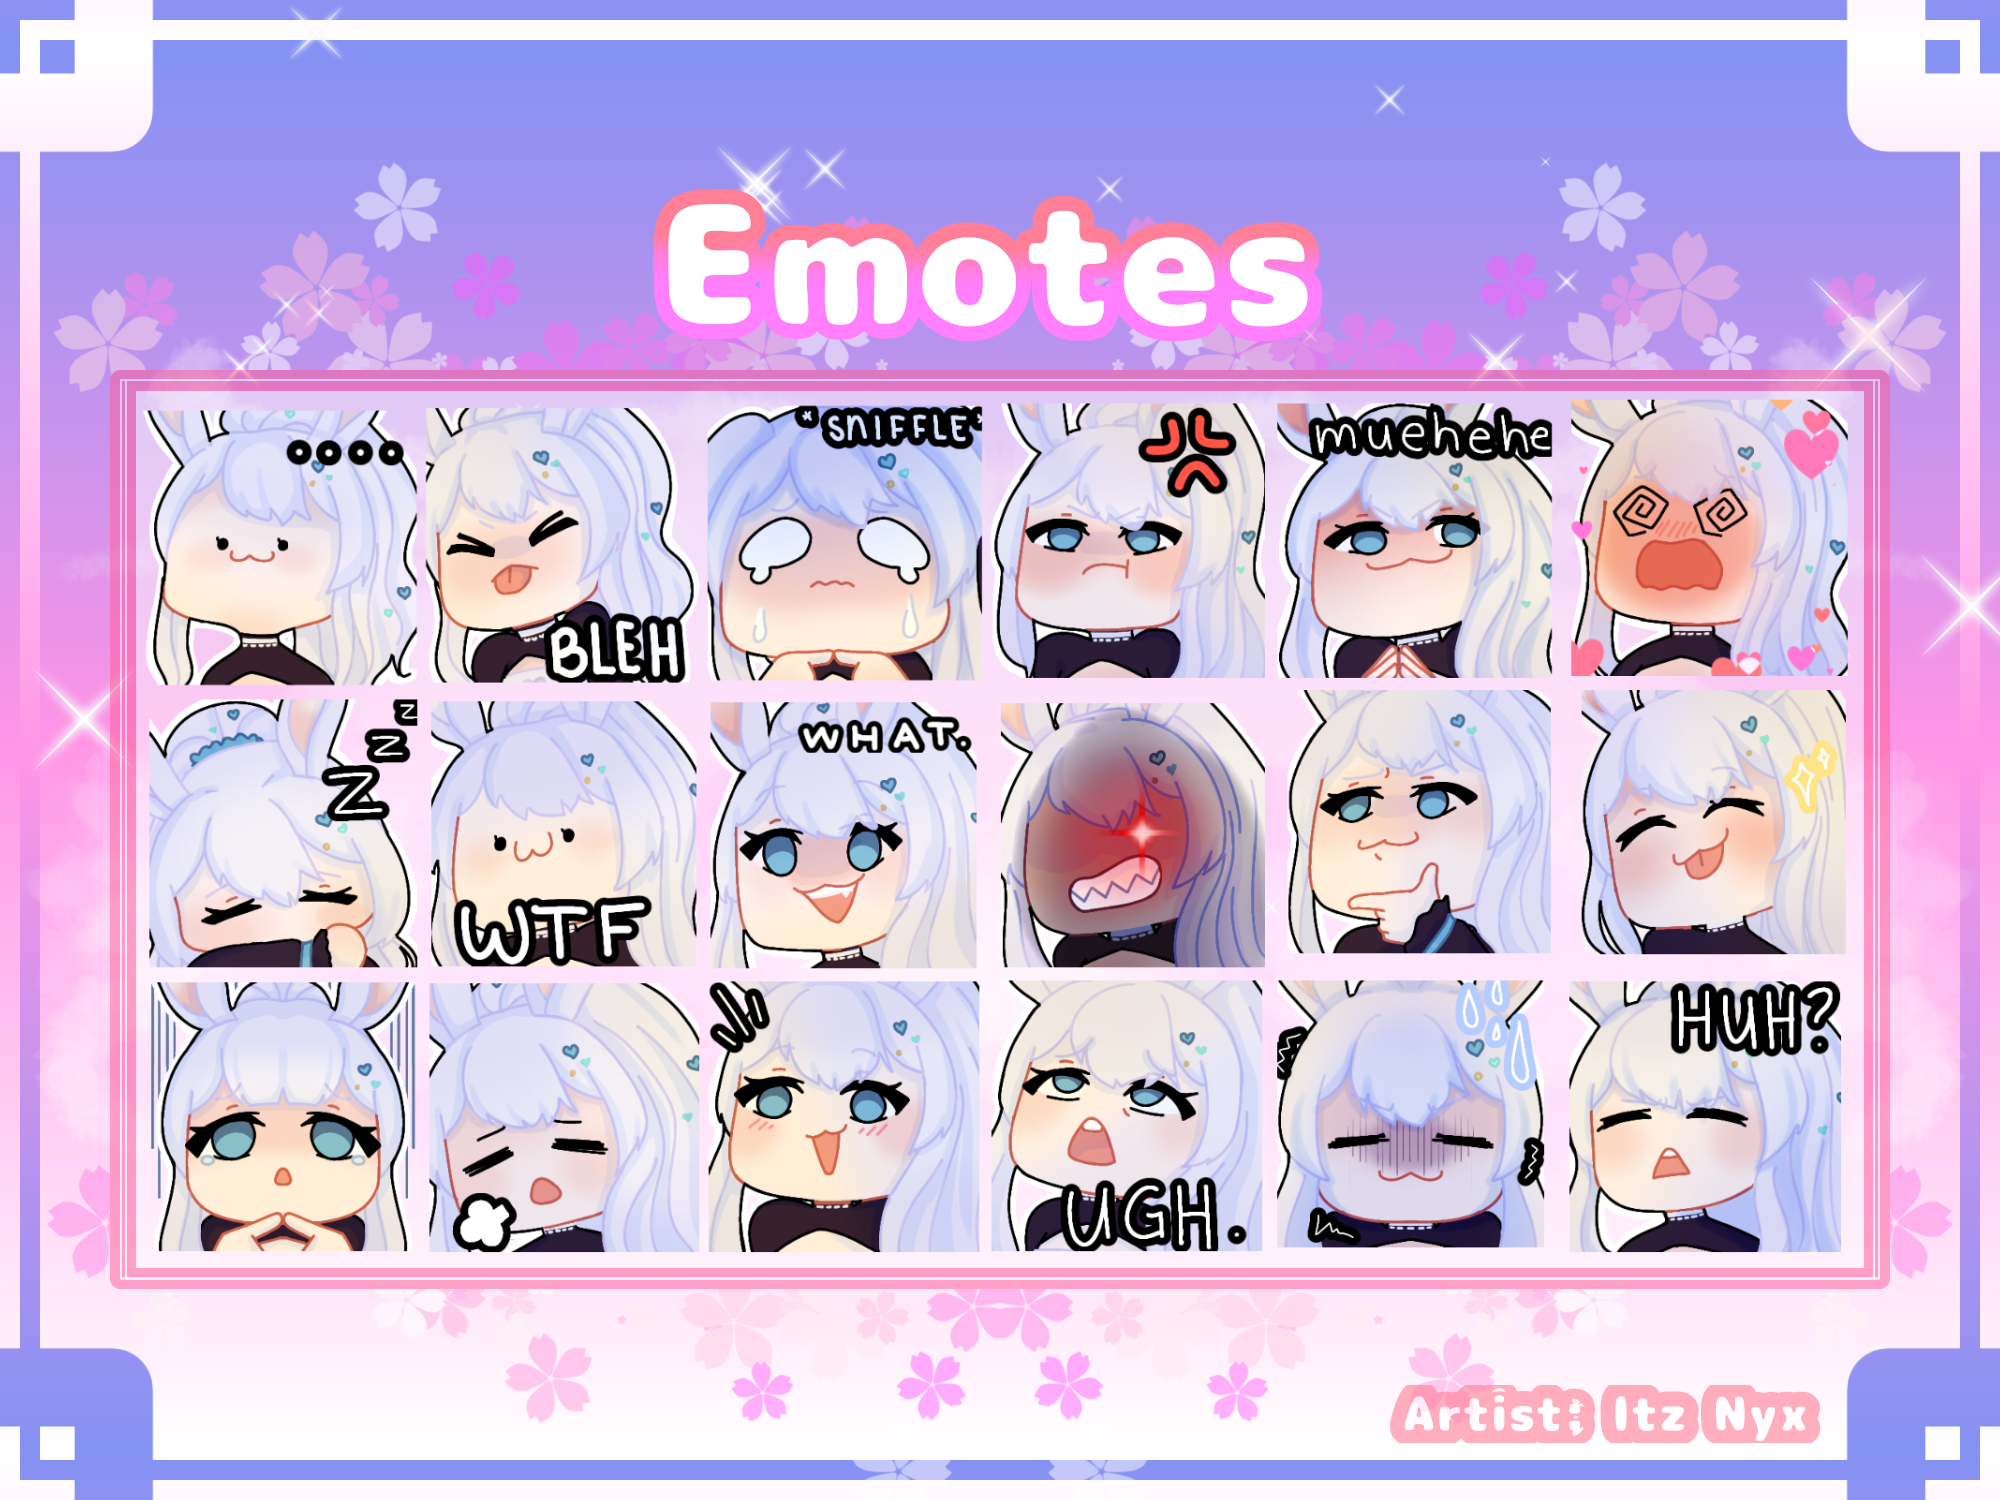 Emotes
*SNIFFLE*
muehehe
BLEH
z
z
Z
WHAT.
WTF
HUH?
UGH.
Artist; Itz Nyx